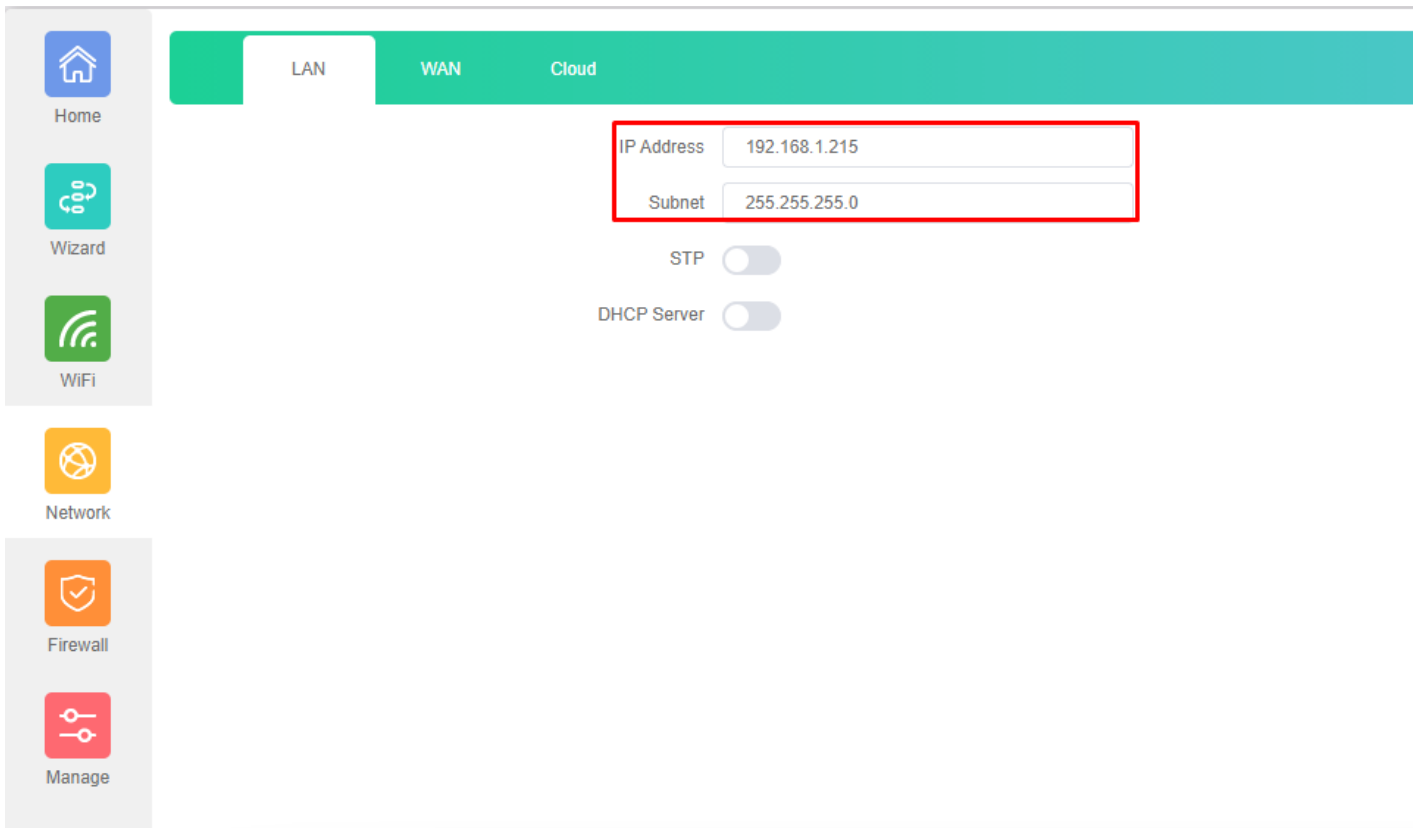 Home
Wizard
WiFi
Network
Firewall
Manage
LAN WAN Cloud
IP Address 192.168.1.215
Subnet 255.255.255.0
STP
DHCP Server